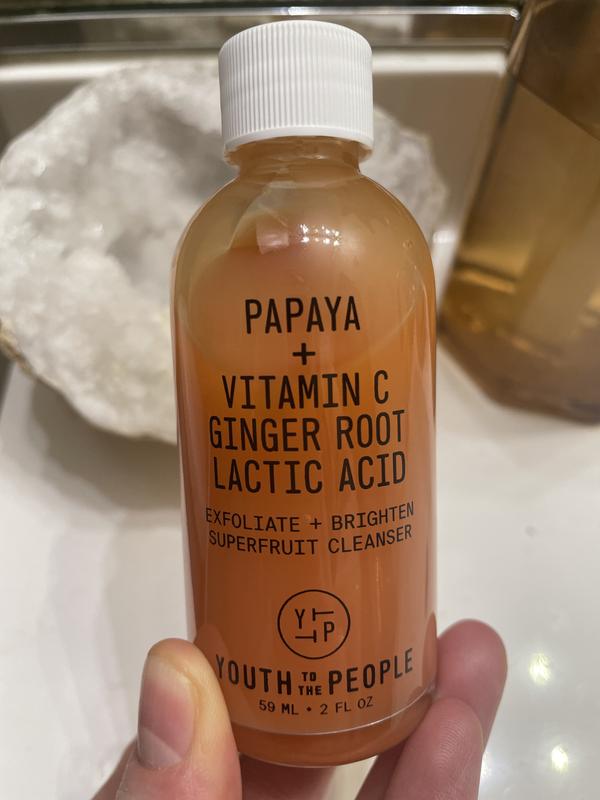 PAPAYA
+
VITAMIN C
GINGER ROOT
LACTIC ACID
EXFOLIATE + BRIGHTEN
SUPERFRUIT CLEANSER
Y TP
YOUTH TO THE PEOPLE
59 ML • 2 FL OZ